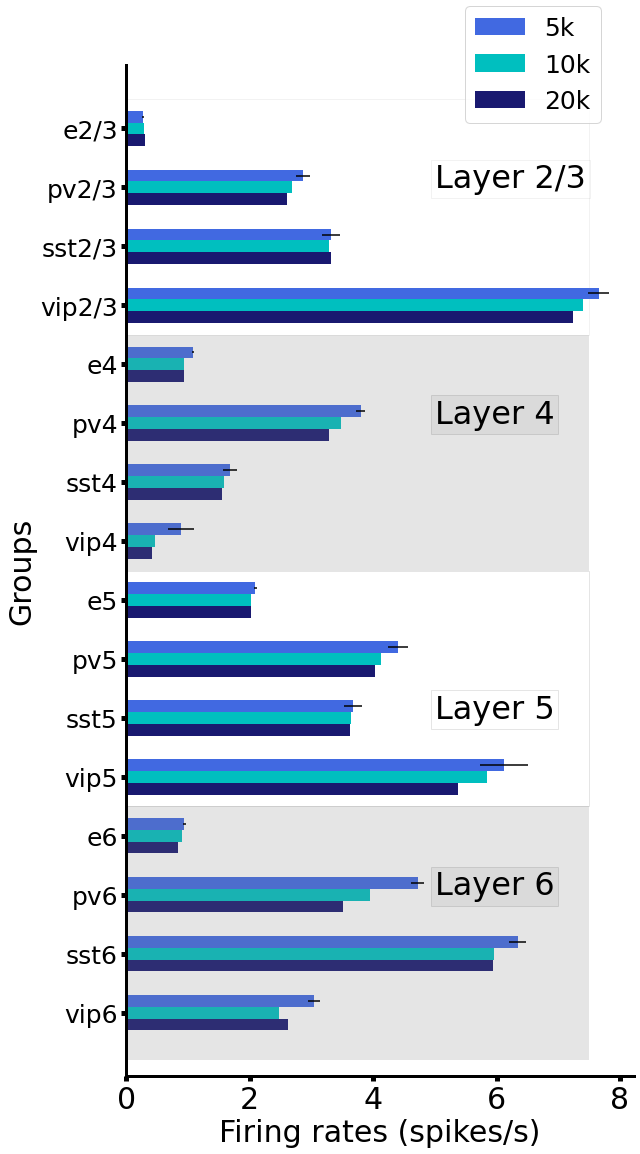 5k
10k
20k
e2/3
pv2/3
Layer 2/3
sst2/3
vip2/3
e4
pv4
Layer 4
sst4
vip4
Groups
e5
pv5
sst5
Layer 5
vip5
e6
pv6
Layer 6
sst6
vip6
0 2 4 6 8
Firing rates (spikes/s)